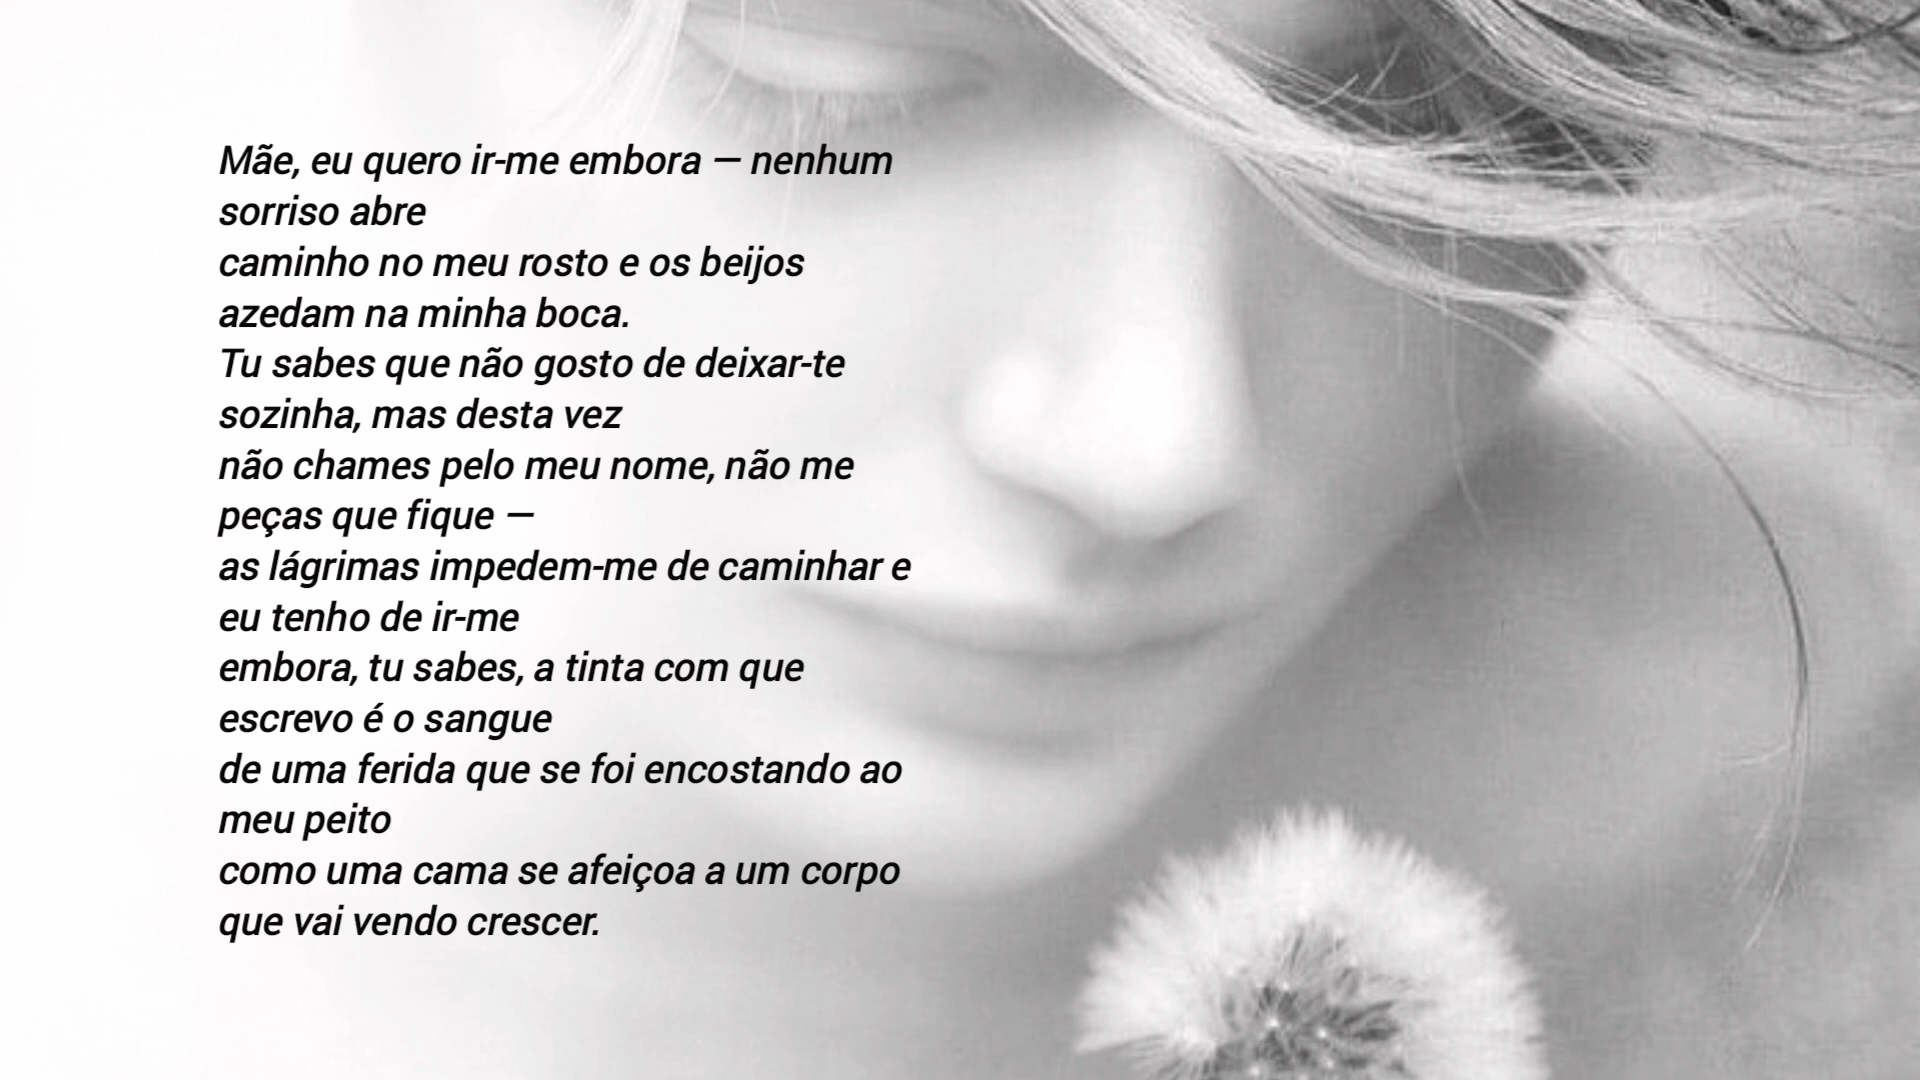 Mãe, eu quero ir-me embora — nenhum
sorriso abre
caminho no meu rosto e os beijos
azedam na minha boca.
Tu sabes que não gosto de deixar-te
sozinha, mas desta vez
não chames pelo meu nome, não me
peças que fique —
as lágrimas impedem-me de caminhar e
eu tenho de ir-me
embora, tu sabes, a tinta com que
escrevo é o sangue
de uma ferida que se foi encostando ao
meu peito
como uma cama se afeiçoa a um corpo
que vai vendo crescer.